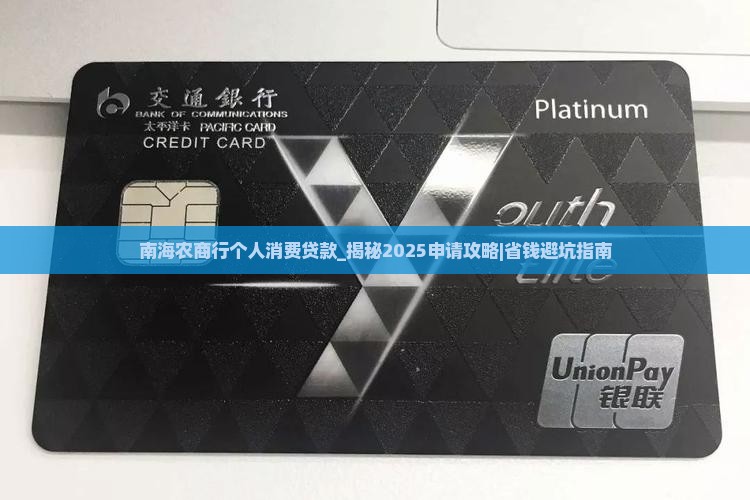 交通銀行
BANK OF COMMUNICATIONS
太平洋卡 PACIFIC CARD
CREDIT CARD
Platinum
outh
南海农商行个人消费贷款_揭秘2025申请攻略|省钱避坑指南
UnionPay
银联